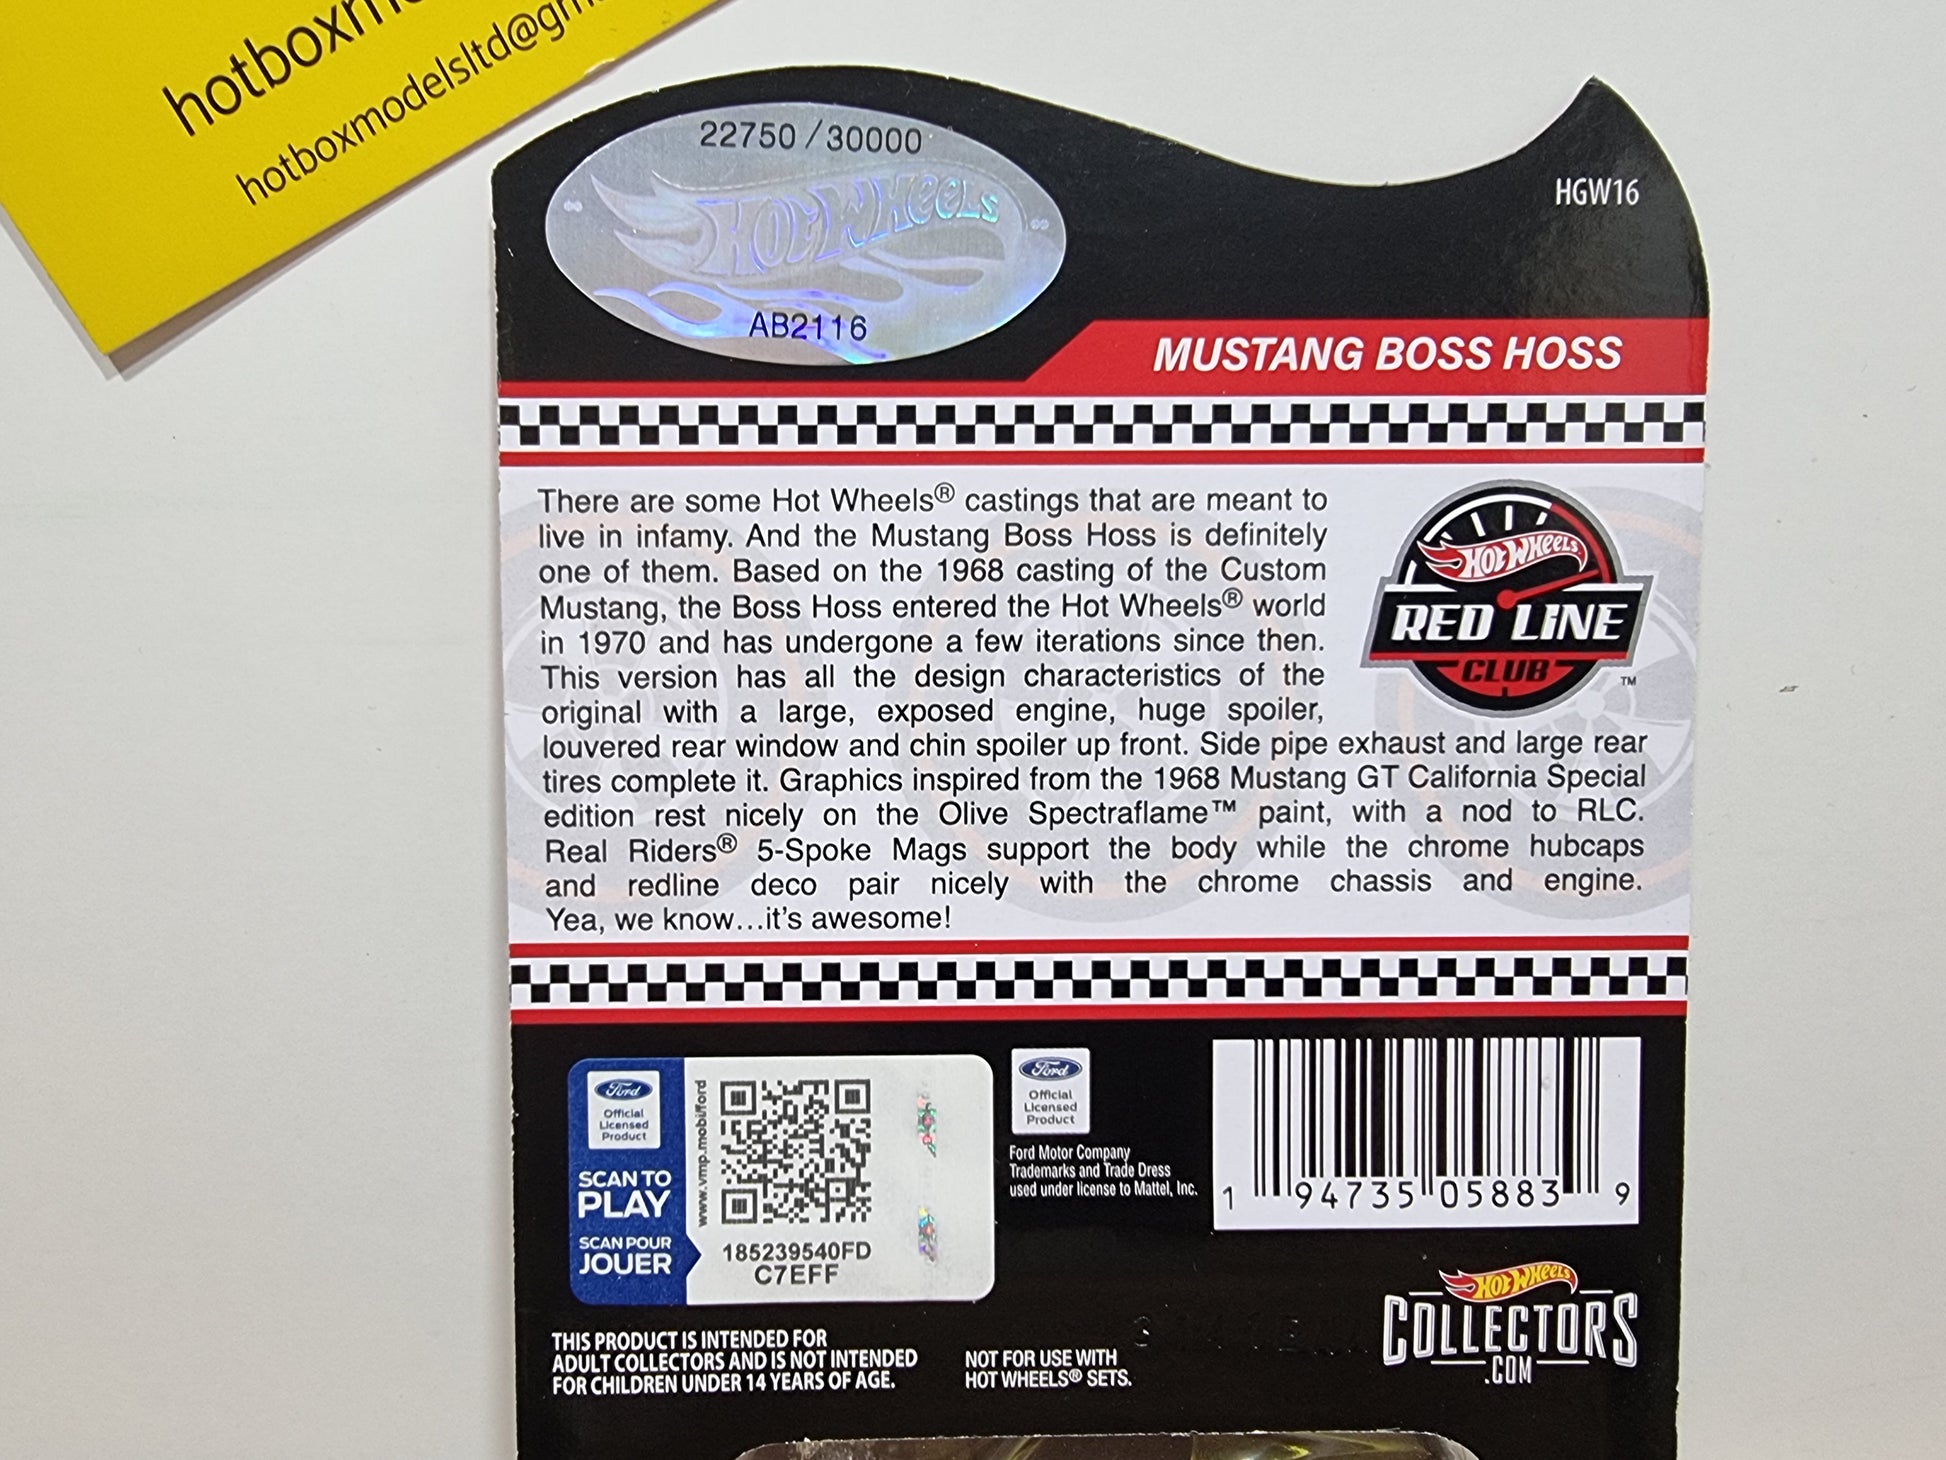 hotboxm
hotboxmodelsltd@gm
22750/30000
HOT WHEELS
AB2116
HGW16
MUSTANG BOSS HOSS
There are some Hot Wheels® castings that are meant to
live in infamy. And the Mustang Boss Hoss is definitely
one of them. Based on the 1968 casting of the Custom
Mustang, the Boss Hoss entered the Hot Wheels® world
in 1970 and has undergone a few iterations since then.
This version has all the design characteristics of the
original with a large, exposed engine, huge spoiler,
louvered rear window and chin spoiler up front. Side pipe exhaust and large rear
tires complete it. Graphics inspired from the 1968 Mustang GT California Special
edition rest nicely on the Olive Spectraflame™ paint, with a nod to RLC.
Real Riders® 5-Spoke Mags support the body while the chrome hubcaps
and redline deco pair nicely with the chrome chassis and engine.
Yea, we know...it's awesome!
HOT WHEELS
RED LINE
CLUB™
Ford
Official
Licensed
Product
SCAN TO
PLAY
SCAN POUR
JOUER
www.vmp.mobi/ford
185239540FD
C7EFF
Ford
Official
Licensed
Product
Ford Motor Company
Trademarks and Trade Dress
used under license to Mattel, Inc.
1 94735 05883 9
THIS PRODUCT IS INTENDED FOR
ADULT COLLECTORS AND IS NOT INTENDED
FOR CHILDREN UNDER 14 YEARS OF AGE.
NOT FOR USE WITH
HOT WHEELS® SETS.
HOT WHEELS
COLLECTORS
.COM